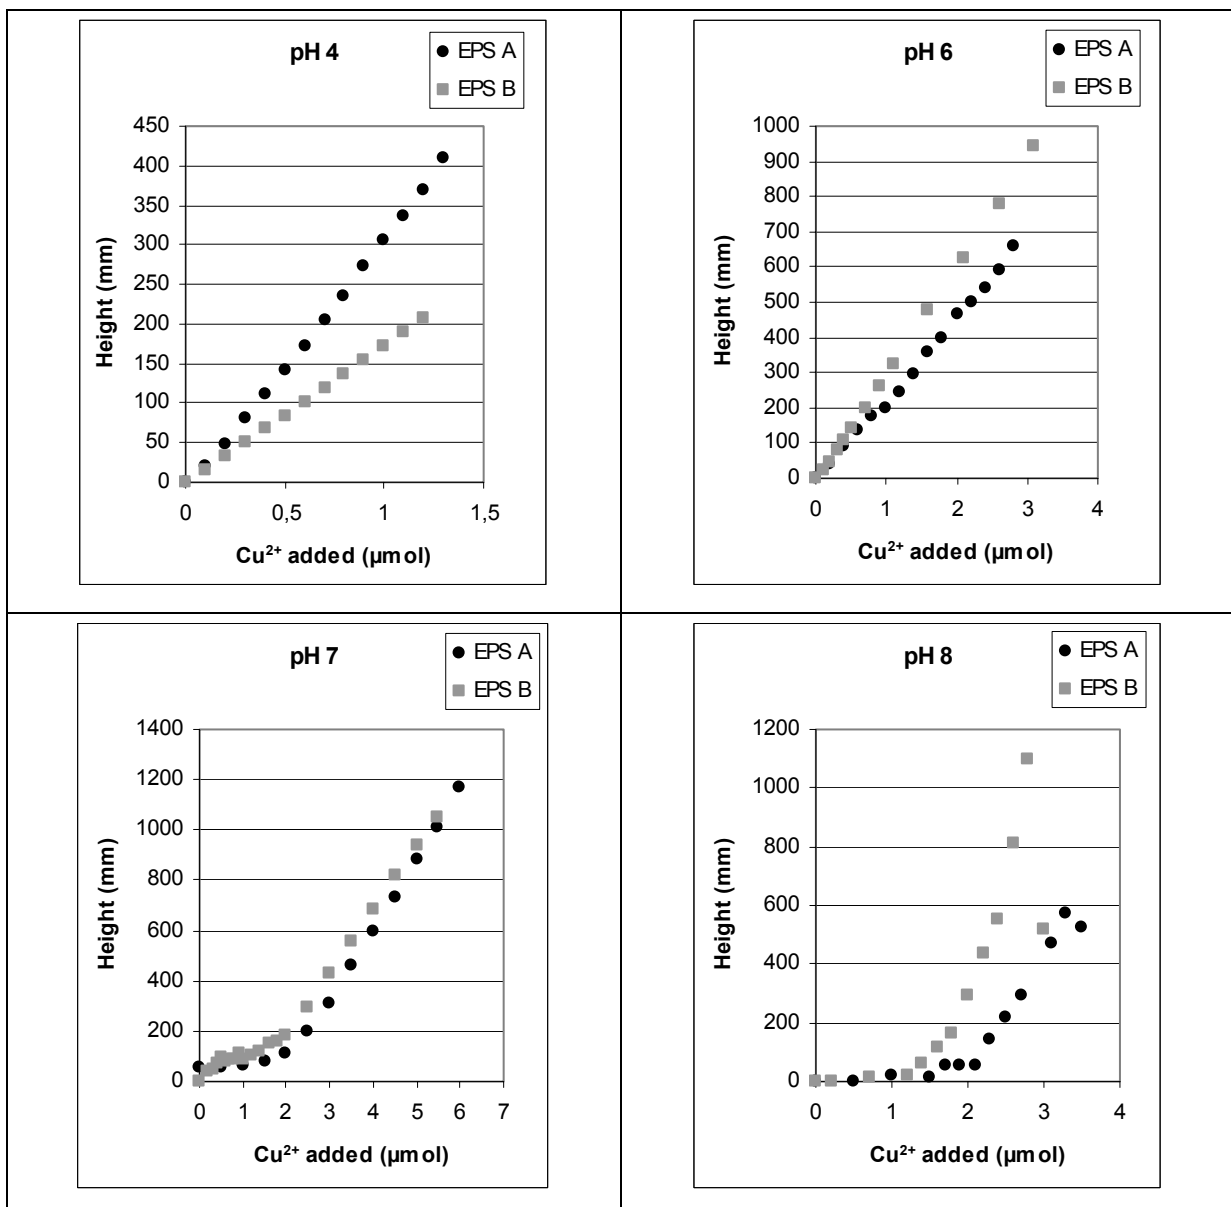 pH 4
EPS A
EPS B
450
400
350
300
250
200
150
100
50
0
Height (mm)
0 0,5 1 1,5
Cu²⁺ added (µmol)
pH 6
EPS A
EPS B
1000
900
800
700
600
500
400
300
200
100
0
Height (mm)
0 1 2 3 4
Cu²⁺ added (µmol)
pH 7
EPS A
EPS B
1400
1200
1000
800
600
400
200
0
Height (mm)
0 1 2 3 4 5 6 7
Cu²⁺ added (µmol)
pH 8
EPS A
EPS B
1200
1000
800
600
400
200
0
Height (mm)
0 1 2 3 4
Cu²⁺ added (µmol)